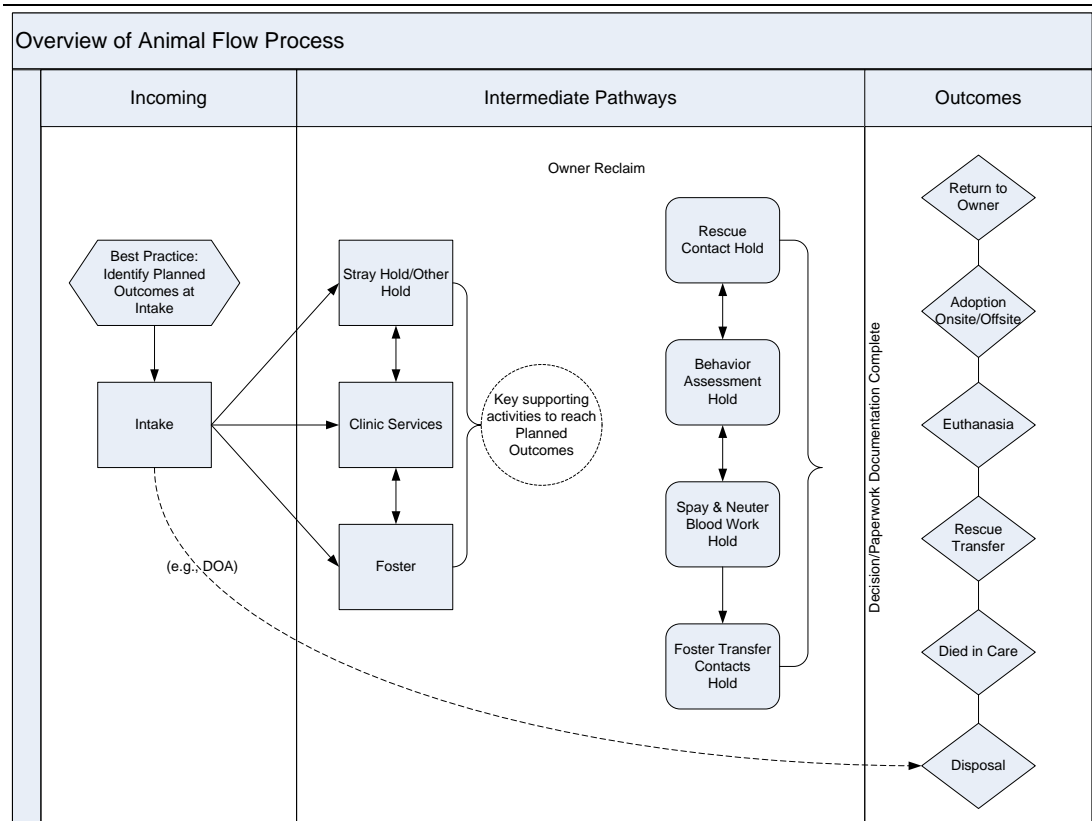 Overview of Animal Flow Process
Incoming
Intermediate Pathways
Outcomes
Owner Reclaim
Best Practice:
Identify Planned
Outcomes at
Intake
Intake
(e.g., DOA)
Stray Hold/Other
Hold
Clinic Services
Foster
Key supporting
activities to reach
Planned
Outcomes
Rescue
Contact Hold
Behavior
Assessment
Hold
Spay & Neuter
Blood Work
Hold
Foster Transfer
Contacts
Hold
Decision/Paperwork Documentation Complete
Return to
Owner
Adoption
Onsite/Offsite
Euthanasia
Rescue
Transfer
Died in Care
Disposal